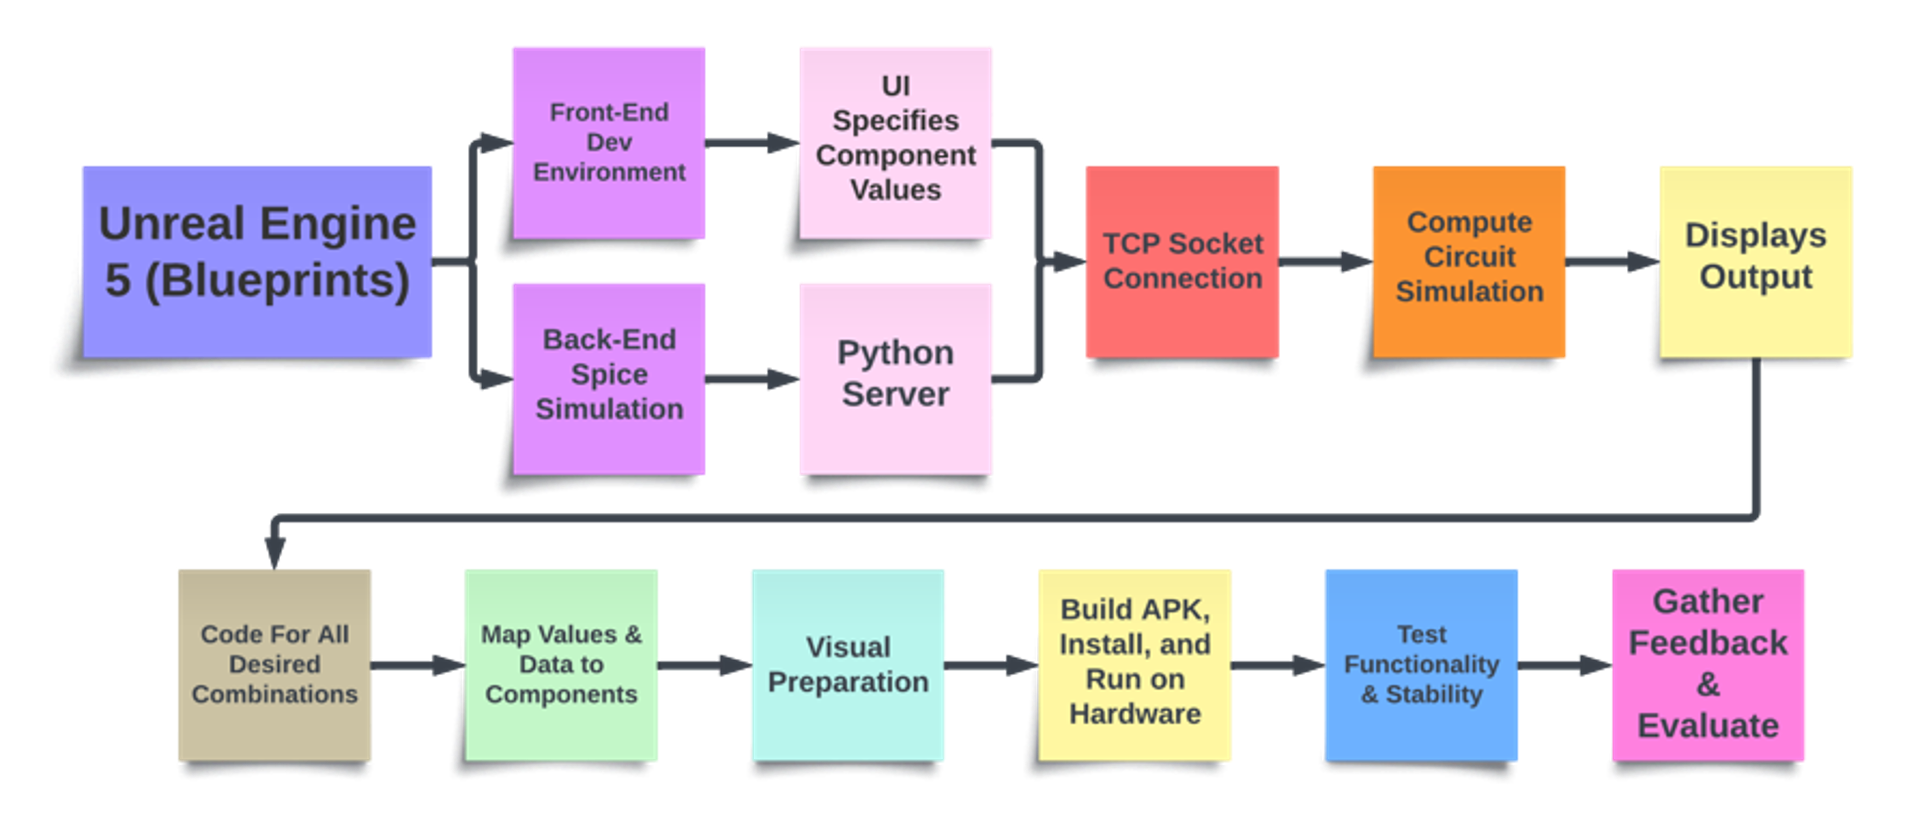 Unreal Engine
5 (Blueprints)
Front-End
Dev
Environment
UI
Specifies
Component
Values
Back-End
Spice
Simulation
Python
Server
TCP Socket
Connection
Compute
Circuit
Simulation
Displays
Output
Code For All
Desired
Combinations
Map Values &
Data to
Components
Visual
Preparation
Build APK,
Install, and
Run on
Hardware
Test
Functionality
& Stability
Gather
Feedback
&
Evaluate